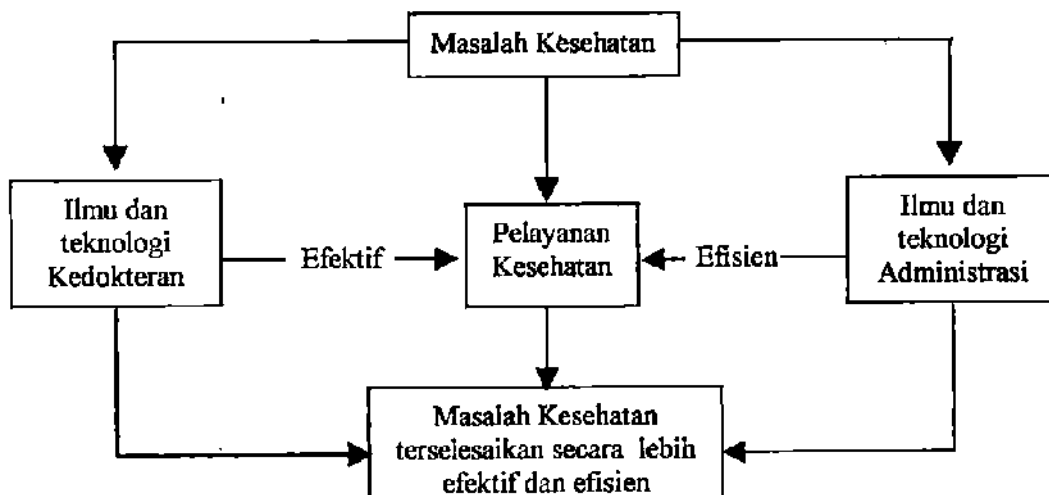 Masalah Kesehatan
Ilmu dan
teknologi
Kedokteran
Efektif
Pelayanan
Kesehatan
Efisien
Ilmu dan
teknologi
Administrasi
Masalah Kesehatan
terselesaikan secara lebih
efektif dan efisien